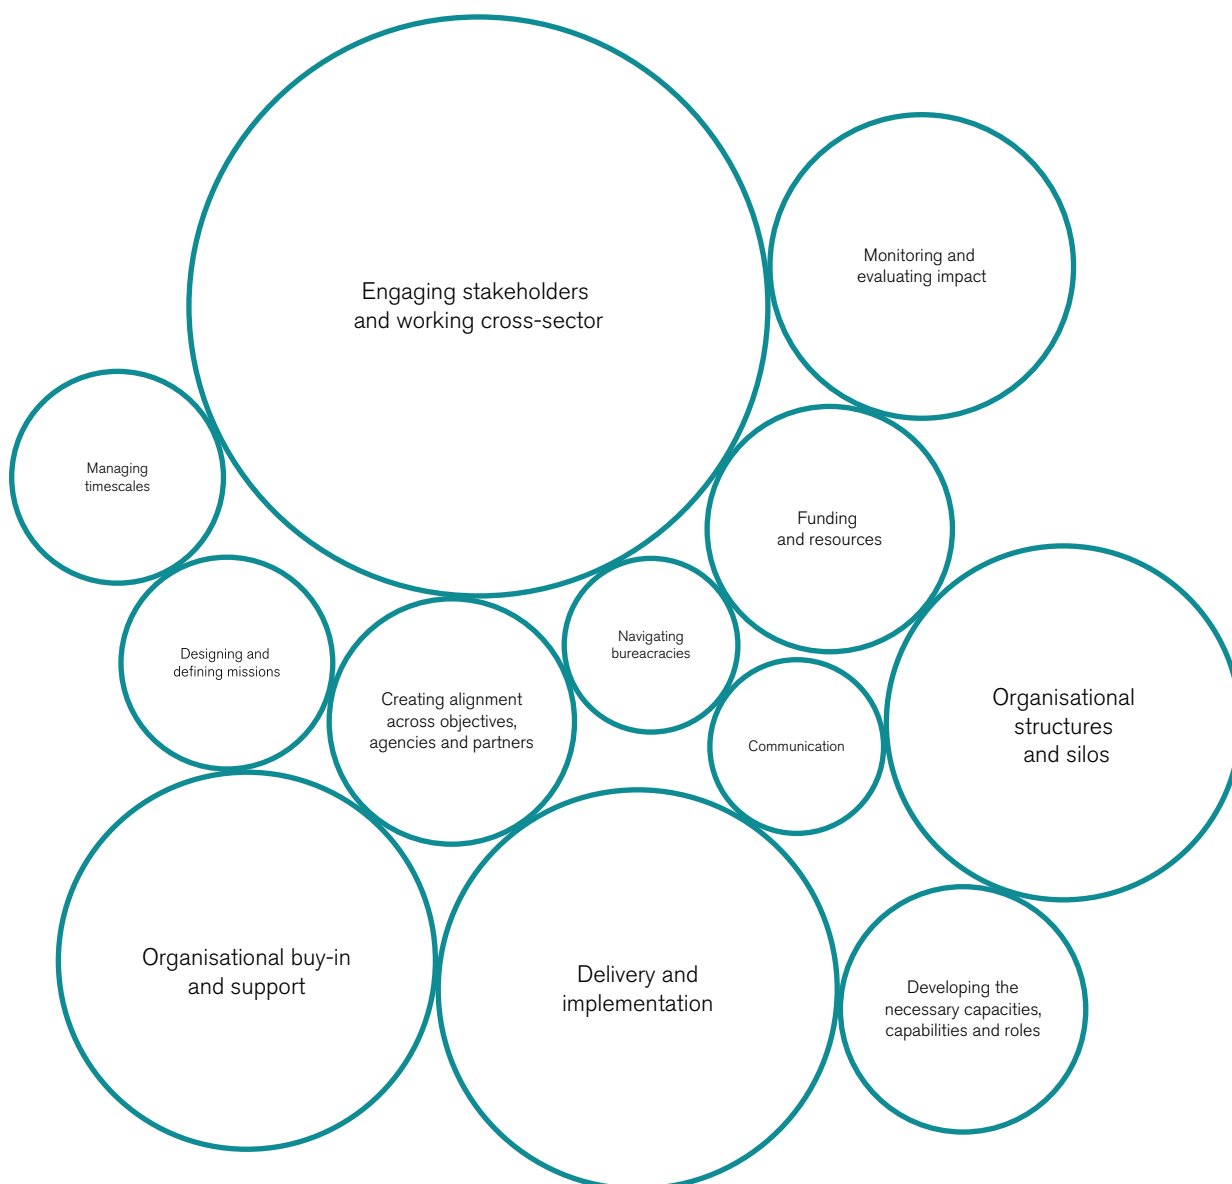 Engaging stakeholders
and working cross-sector
Monitoring and
evaluating impact
Managing
timescales
Funding
and resources
Designing and
defining missions
Navigating
bureacracies
Creating alignment
across objectives,
agencies and partners
Communication
Organisational
structures
and silos
Organisational buy-in
and support
Delivery and
implementation
Developing the
necessary capacities,
capabilities and roles